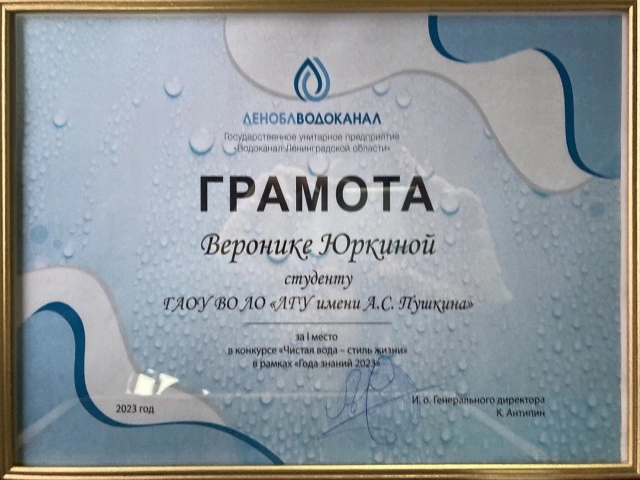 ЛЕНОБЛВОДОКАНАЛ
Государственное унитарное предприятие
«Водоканал Ленинградской области»
ГРАМОТА
Веронике Юркиной
студенту
ГАОУ ВО ЛО «ЛГУ имени А.С. Пушкина»
за I место
в конкурсе «Чистая вода – стиль жизни»
в рамках «Года знаний 2023»
2023 год
И. о. Генерального директора
К. Антипин